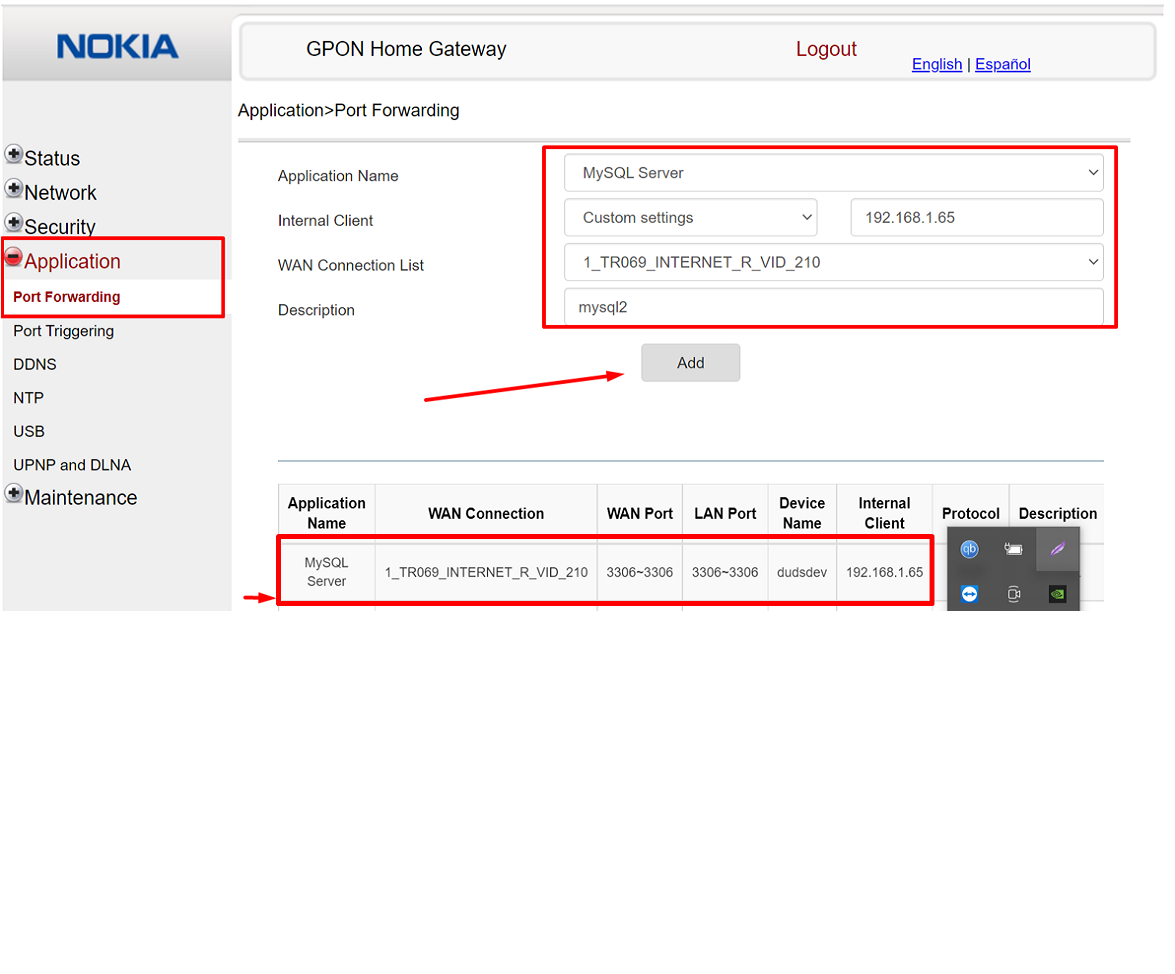 NOKIA
GPON Home Gateway
Logout
English | Español
Application>Port Forwarding
Status
Network
Security
Application
Port Forwarding
Port Triggering
DDNS
NTP
USB
UPNP and DLNA
Maintenance
Application Name
MySQL Server
Internal Client
Custom settings
192.168.1.65
WAN Connection List
1_TR069_INTERNET_R_VID_210
Description
mysql2
Add
Application Name
WAN Connection
WAN Port
LAN Port
Device Name
Internal Client
Protocol
Description
MySQL Server
1_TR069_INTERNET_R_VID_210
3306~3306
3306~3306
dudsdev
192.168.1.65
qb